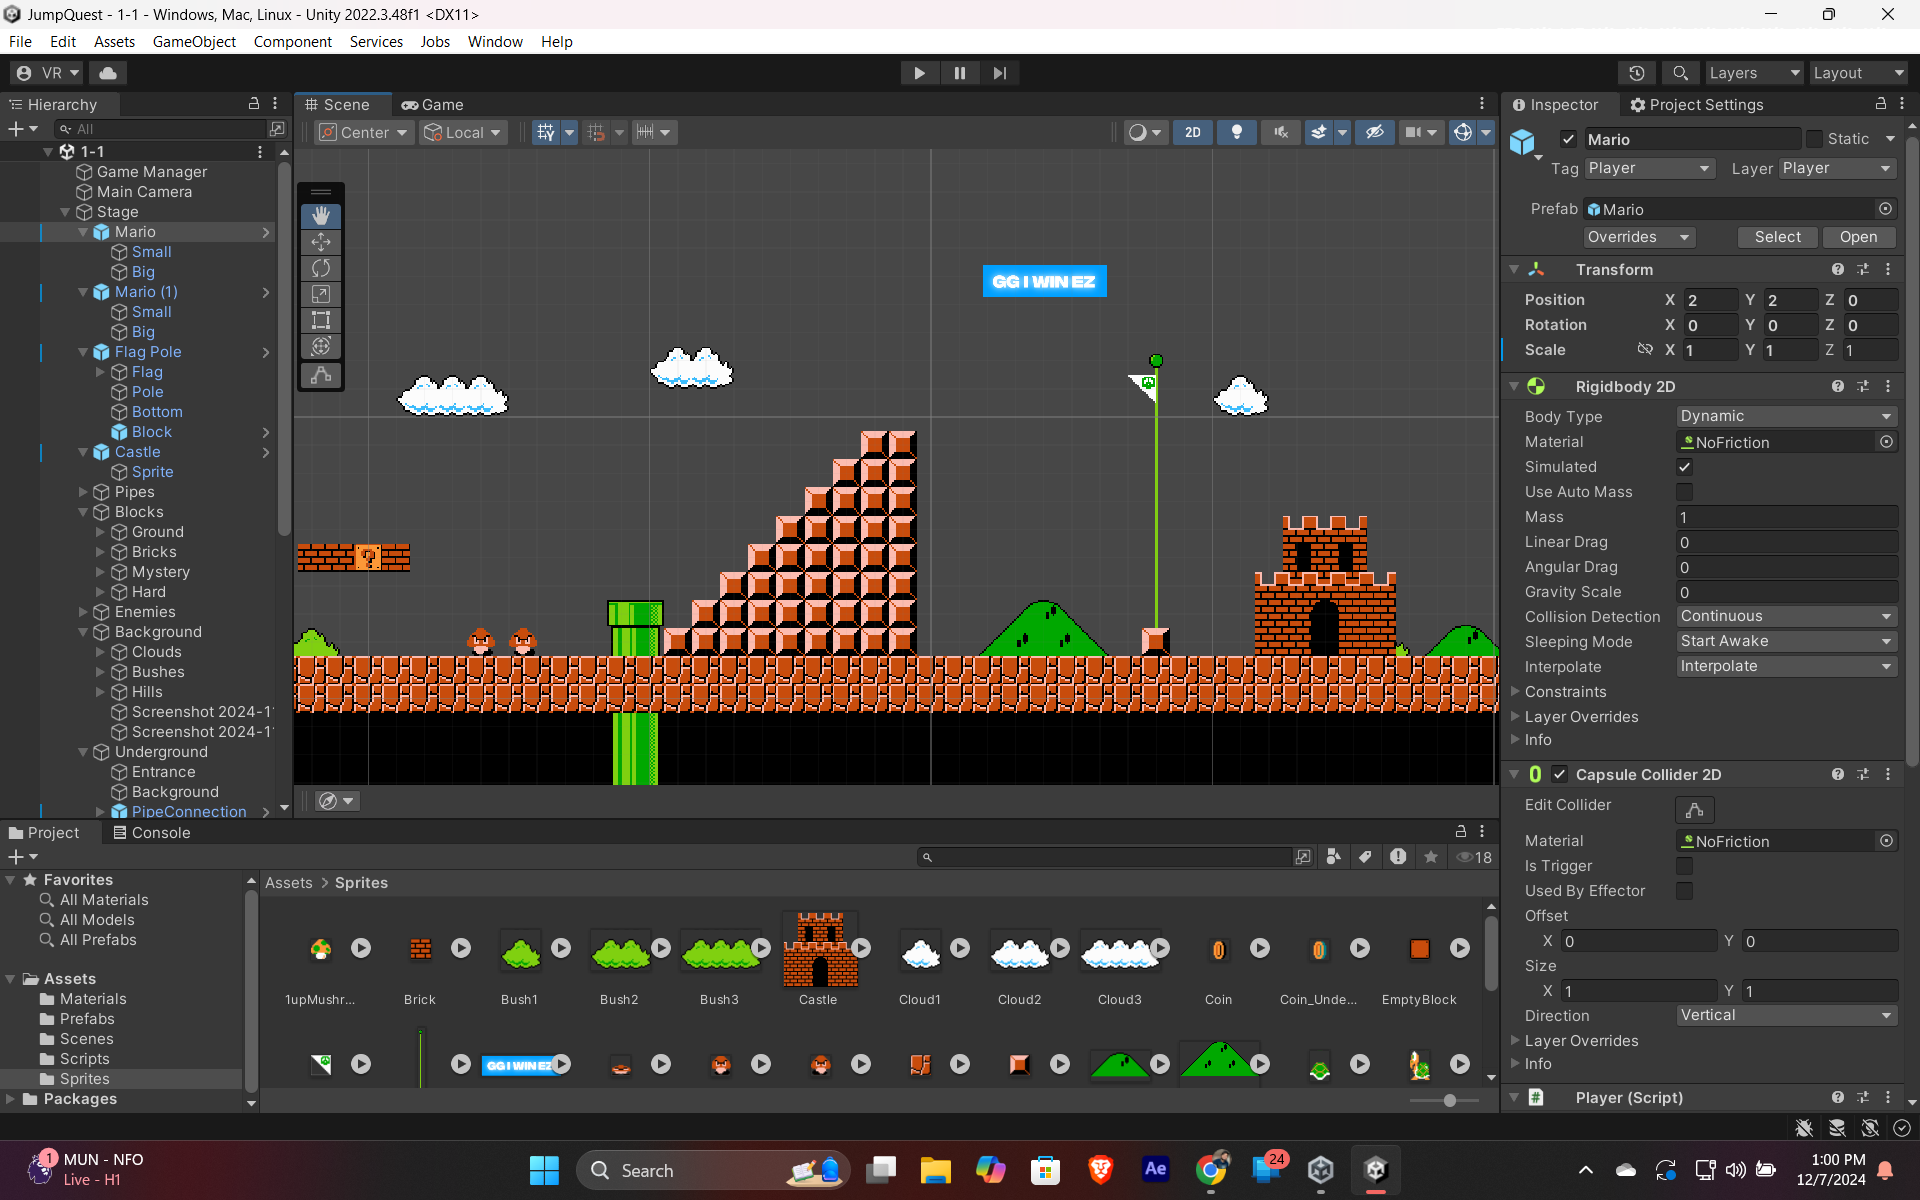 JumpQuest - 1-1 - Windows, Mac, Linux - Unity 2022.3.48f1 <DX11>
File Edit Assets GameObject Component Services Jobs Window Help
VR
Layers
Layout
Hierarchy
All
1-1
Game Manager
Main Camera
Stage
Mario
Small
Big
Mario (1)
Small
Big
Flag Pole
Flag
Pole
Bottom
Block
Castle
Sprite
Pipes
Blocks
Ground
Bricks
Mystery
Hard
Enemies
Background
Clouds
Bushes
Hills
Screenshot 2024-1
Screenshot 2024-1
Underground
Entrance
Background
PipeConnection
Scene
Game
Center
Local
2D
GG I WIN EZ
Inspector
Project Settings
Mario
Static
Tag Player
Layer Player
Prefab Mario
Overrides
Select
Open
Transform
Position X 2 Y 2 Z 0
Rotation X 0 Y 0 Z 0
Scale X 1 Y 1 Z 1
Rigidbody 2D
Body Type Dynamic
Material NoFriction
Simulated
Use Auto Mass
Mass 1
Linear Drag 0
Angular Drag 0
Gravity Scale 0
Collision Detection Continuous
Sleeping Mode Start Awake
Interpolate Interpolate
Constraints
Layer Overrides
Info
Capsule Collider 2D
Edit Collider
Material NoFriction
Is Trigger
Used By Effector
Offset
X 0 Y 0
Size
X 1 Y 1
Direction Vertical
Layer Overrides
Info
Player (Script)
Project
Console
18
Favorites
All Materials
All Models
All Prefabs
Assets
Materials
Prefabs
Scenes
Scripts
Sprites
Packages
Assets > Sprites
1upMushr...
Brick
Bush1
Bush2
Bush3
Castle
Cloud1
Cloud2
Cloud3
Coin
Coin_Unde...
EmptyBlock
GG I WIN EZ
1
MUN - NFO
Live - H1
Search
Ae
24
1:00 PM
12/7/2024